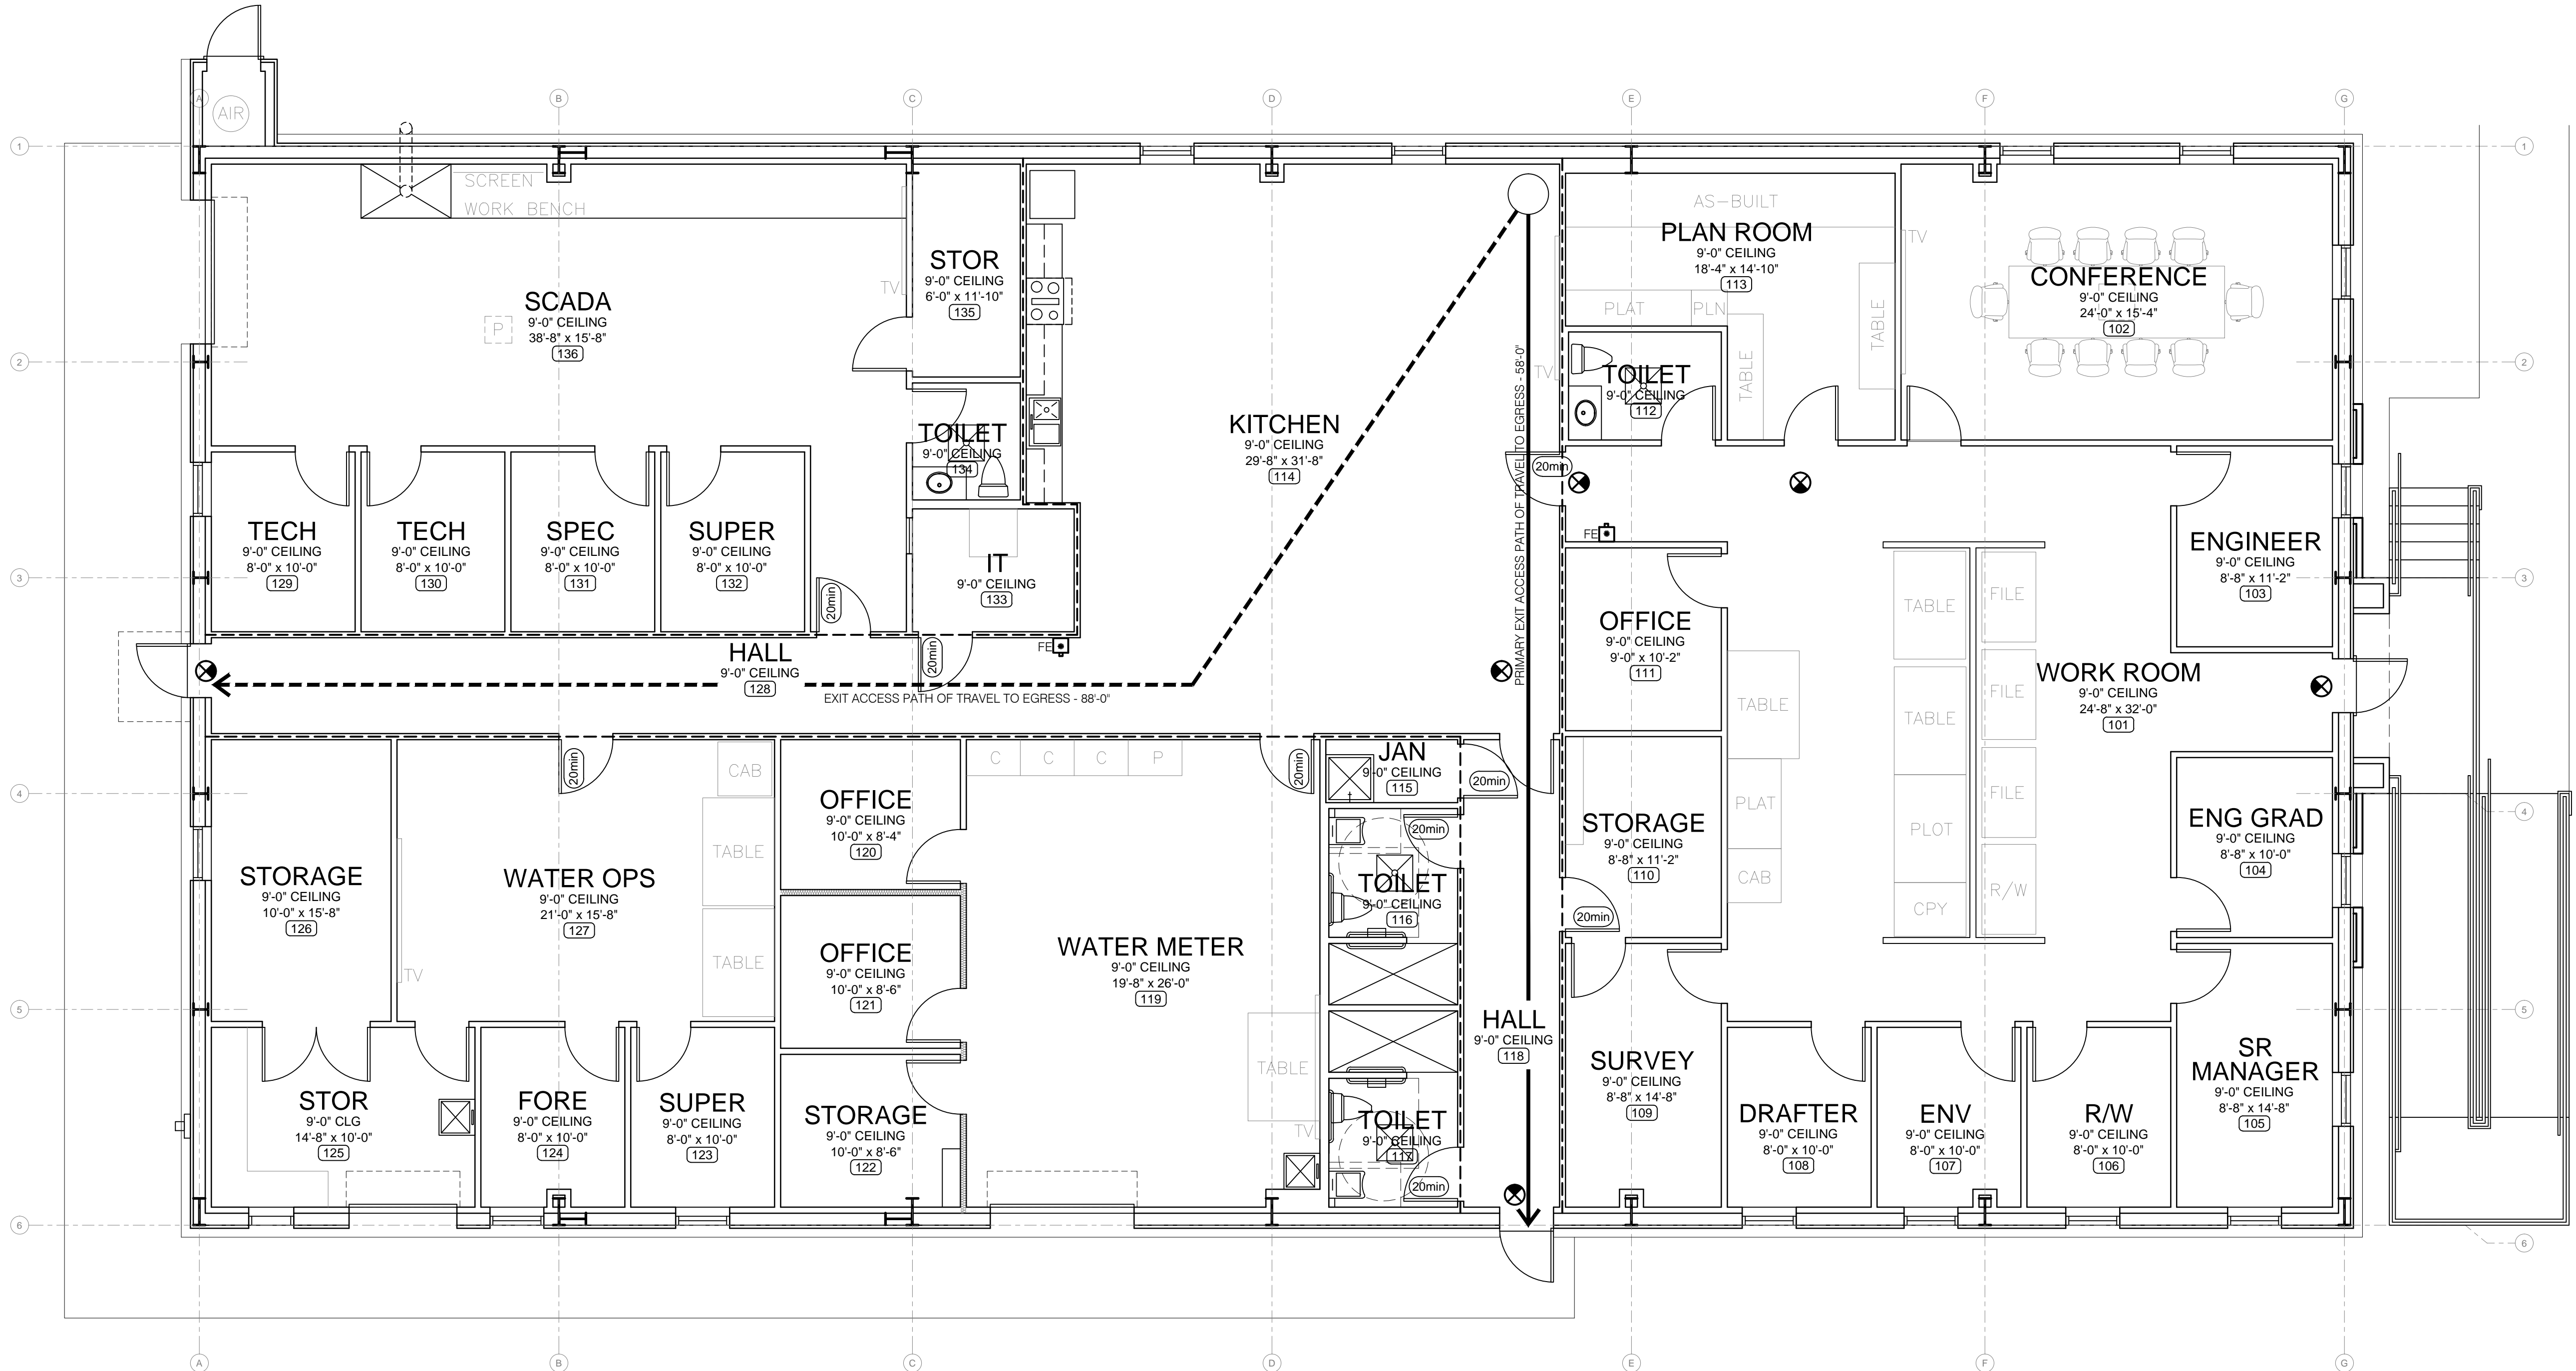 A
B
C
D
E
F
G
1
1
AIR
SCREEN
WORK BENCH
SCADA
9'-0" CEILING
38'-8" x 15'-8"
136
P
TV
STOR
9'-0" CEILING
6'-0" x 11'-10"
135
TOILET
9'-0" CEILING
134
KITCHEN
9'-0" CEILING
29'-8" x 31'-8"
114
TV
PRIMARY EXIT ACCESS PATH OF TRAVEL TO EGRESS - 58'-0"
AS-BUILT
PLAN ROOM
9'-0" CEILING
18'-4" x 14'-10"
113
PLAT
PLN
TABLE
TABLE
TOILET
9'-0" CEILING
112
TV
CONFERENCE
9'-0" CEILING
24'-0" x 15'-4"
102
2
2
20min
FE
TECH
9'-0" CEILING
8'-0" x 10'-0"
129
TECH
9'-0" CEILING
8'-0" x 10'-0"
130
SPEC
9'-0" CEILING
8'-0" x 10'-0"
131
SUPER
9'-0" CEILING
8'-0" x 10'-0"
132
20min
IT
9'-0" CEILING
133
ENGINEER
9'-0" CEILING
8'-8" x 11'-2"
103
3
3
HALL
9'-0" CEILING
128
20min
FE
EXIT ACCESS PATH OF TRAVEL TO EGRESS - 88'-0"
OFFICE
9'-0" CEILING
9'-0" x 10'-2"
111
TABLE
TABLE
TABLE
FILE
FILE
WORK ROOM
9'-0" CEILING
24'-8" x 32'-0"
101
20min
CAB
C
C
C
P
20min
JAN
9'-0" CEILING
115
20min
PLAT
PLOT
FILE
4
4
OFFICE
9'-0" CEILING
10'-0" x 8'-4"
120
20min
TOILET
9'-0" CEILING
116
STORAGE
9'-0" CEILING
8'-8" x 11'-2"
110
CAB
CPY
R/W
ENG GRAD
9'-0" CEILING
8'-8" x 10'-0"
104
STORAGE
9'-0" CEILING
10'-0" x 15'-8"
126
WATER OPS
9'-0" CEILING
21'-0" x 15'-8"
127
TABLE
TABLE
TV
OFFICE
9'-0" CEILING
10'-0" x 8'-6"
121
WATER METER
9'-0" CEILING
19'-8" x 26'-0"
119
20min
5
5
HALL
9'-0" CEILING
118
TABLE
TV
STOR
9'-0" CLG
14'-8" x 10'-0"
125
FORE
9'-0" CEILING
8'-0" x 10'-0"
124
SUPER
9'-0" CEILING
8'-0" x 10'-0"
123
STORAGE
9'-0" CEILING
10'-0" x 8'-6"
122
TOILET
9'-0" CEILING
117
20min
SURVEY
9'-0" CEILING
8'-8" x 14'-8"
109
DRAFTER
9'-0" CEILING
8'-0" x 10'-0"
108
ENV
9'-0" CEILING
8'-0" x 10'-0"
107
R/W
9'-0" CEILING
8'-0" x 10'-0"
106
SR
MANAGER
9'-0" CEILING
8'-8" x 14'-8"
105
6
6
A
B
C
D
E
F
G